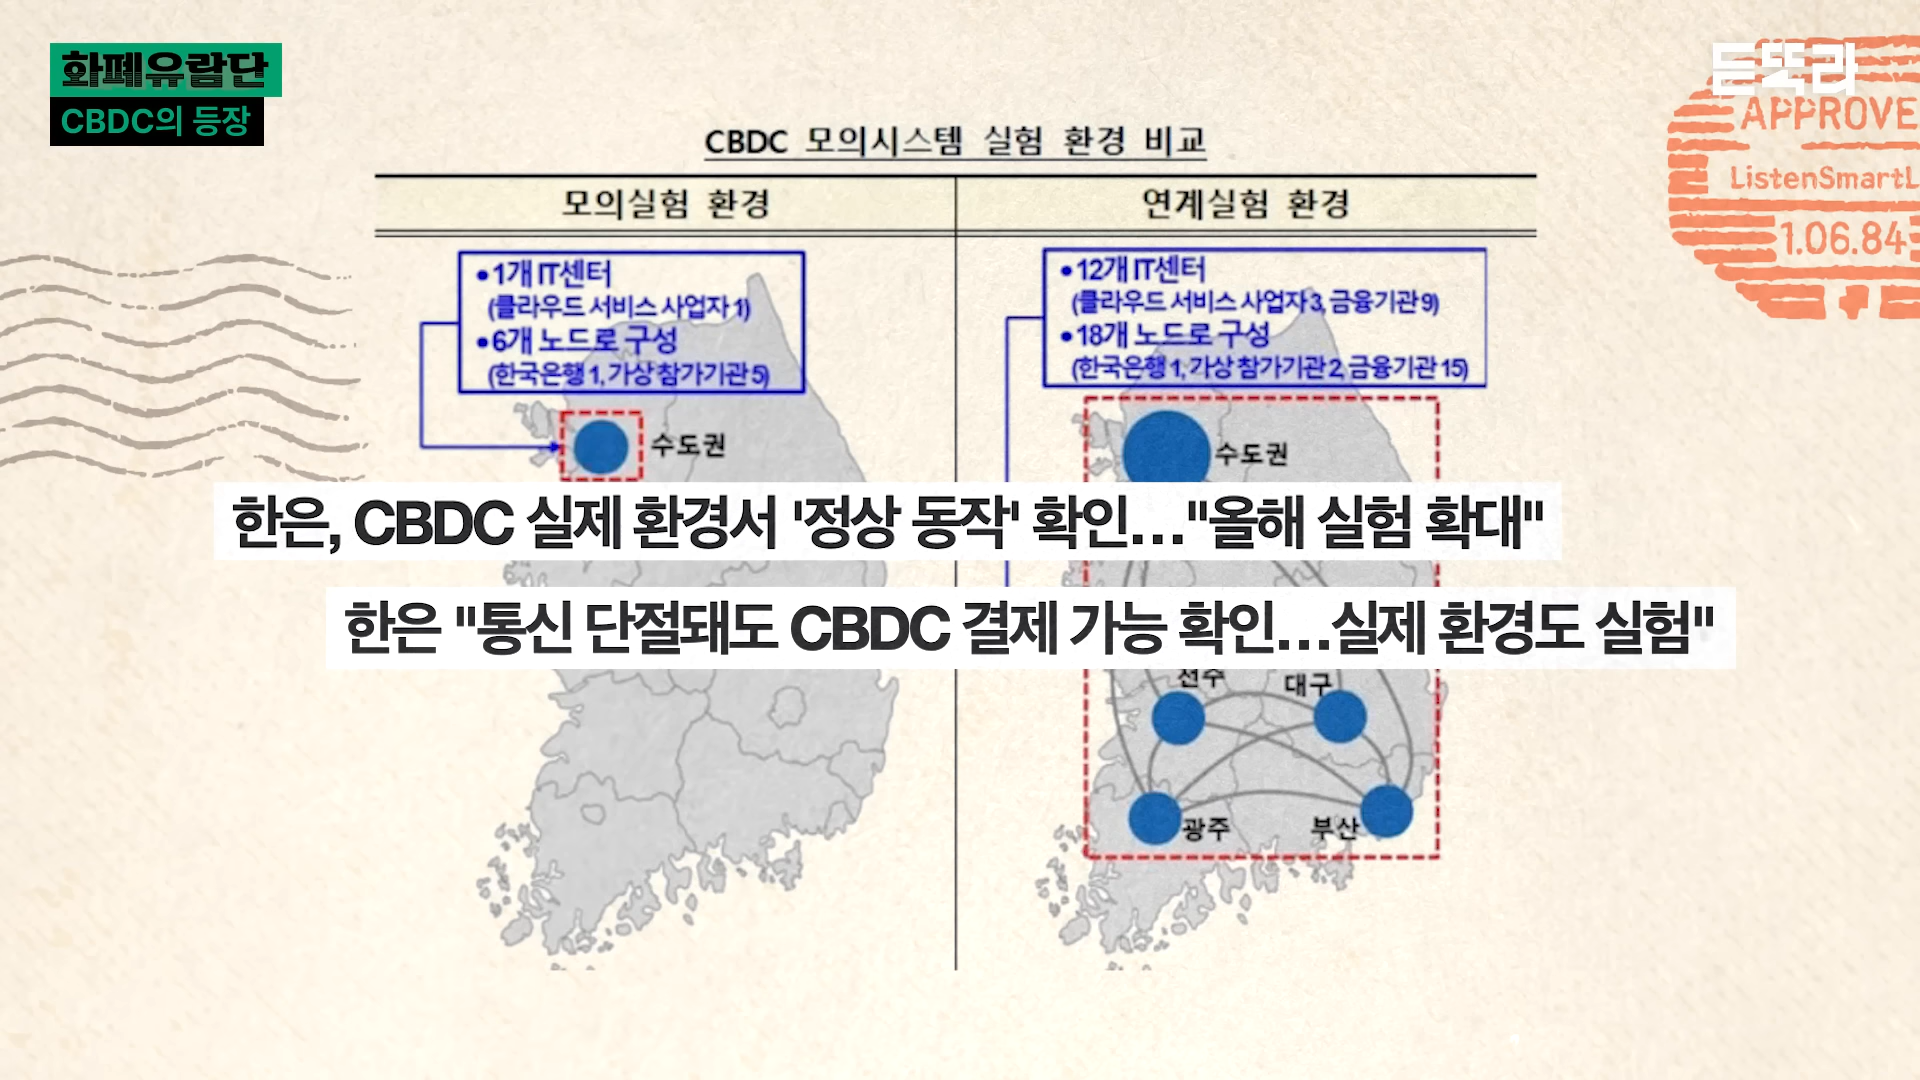 화폐유람단
CBDC의 등장
듣똑라
APPROVE
ListenSmartL
1.06.84
CBDC 모의시스템 실험 환경 비교
모의실험 환경
연계실험 환경
•1개 IT센터
(클라우드 서비스 사업자 1)
•6개 노드로 구성
(한국은행 1, 가상 참가기관 5)
수도권
•12개 IT센터
(클라우드 서비스 사업자 3, 금융기관 9)
•18개 노드로 구성
(한국은행 1, 가상 참가기관 2, 금융기관 15)
수도권
한은, CBDC 실제 환경서 '정상 동작' 확인..."올해 실험 확대"
한은 "통신 단절돼도 CBDC 결제 가능 확인...실제 환경도 실험"
전주
대구
광주
부산